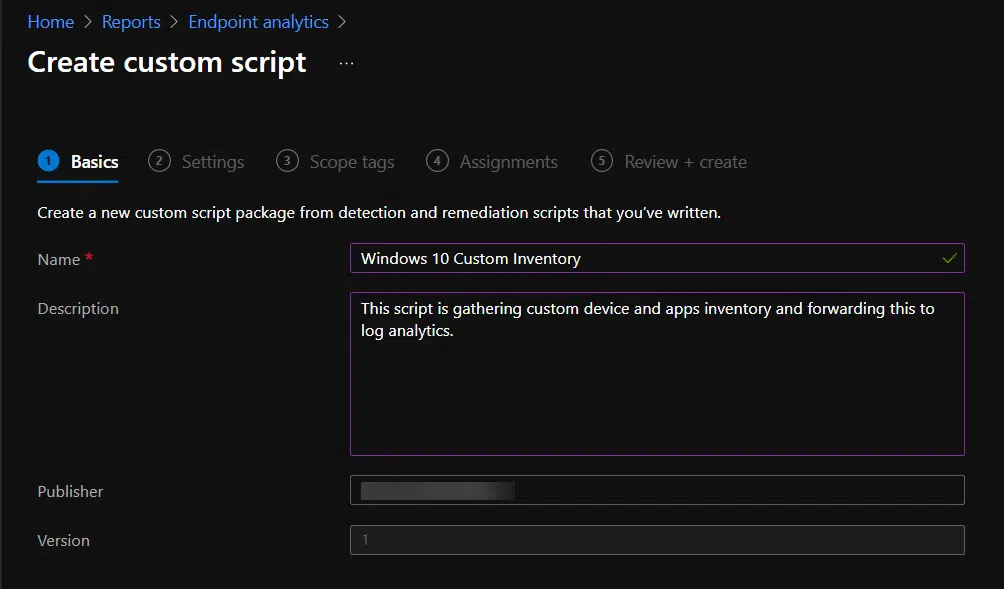 Home > Reports > Endpoint analytics >
Create custom script ...
1 Basics 2 Settings 3 Scope tags 4 Assignments 5 Review + create
Create a new custom script package from detection and remediation scripts that you’ve written.
Name * Windows 10 Custom Inventory
Description This script is gathering custom device and apps inventory and forwarding this to
log analytics.
Publisher
Version 1